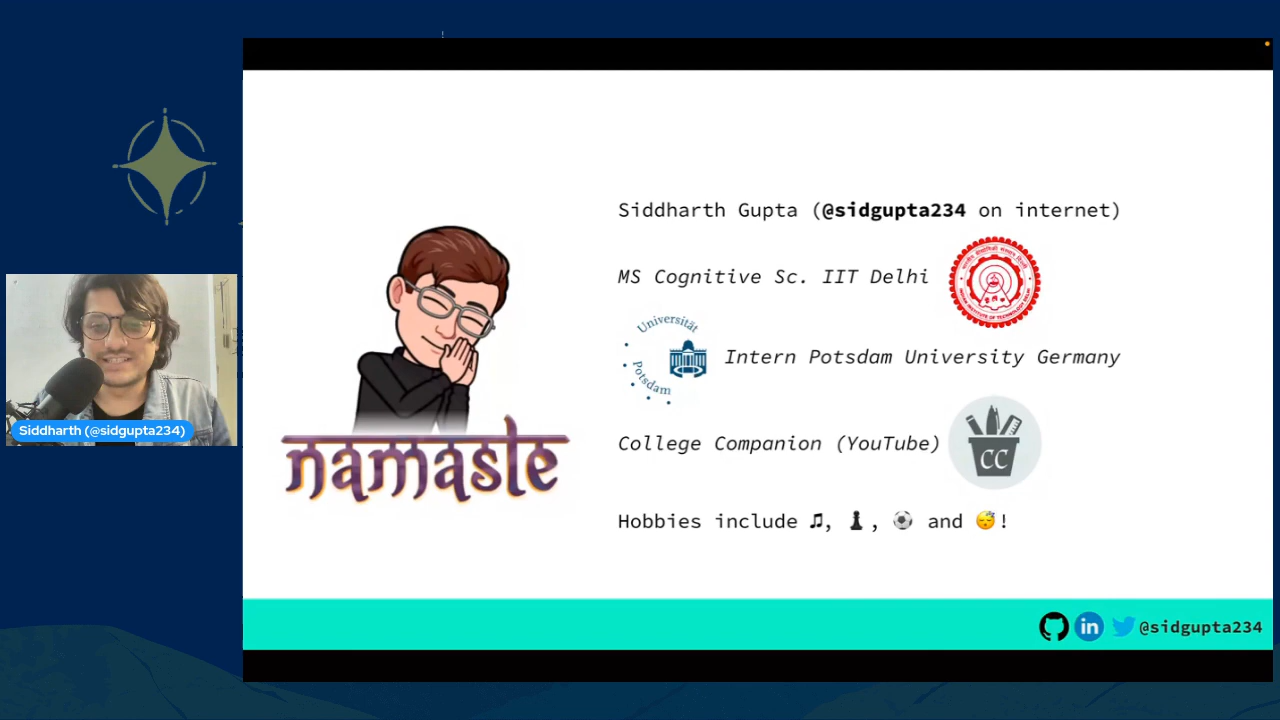 Siddharth Gupta (@sidgupta234 on internet)
MS Cognitive Sc. IIT Delhi
Universität
Potsdam
Intern Potsdam University Germany
College Companion (YouTube)
CC
Hobbies include 🎵, ♟, ⚽ and 😴!
namaste
Siddharth (@sidgupta234)
in
@sidgupta234